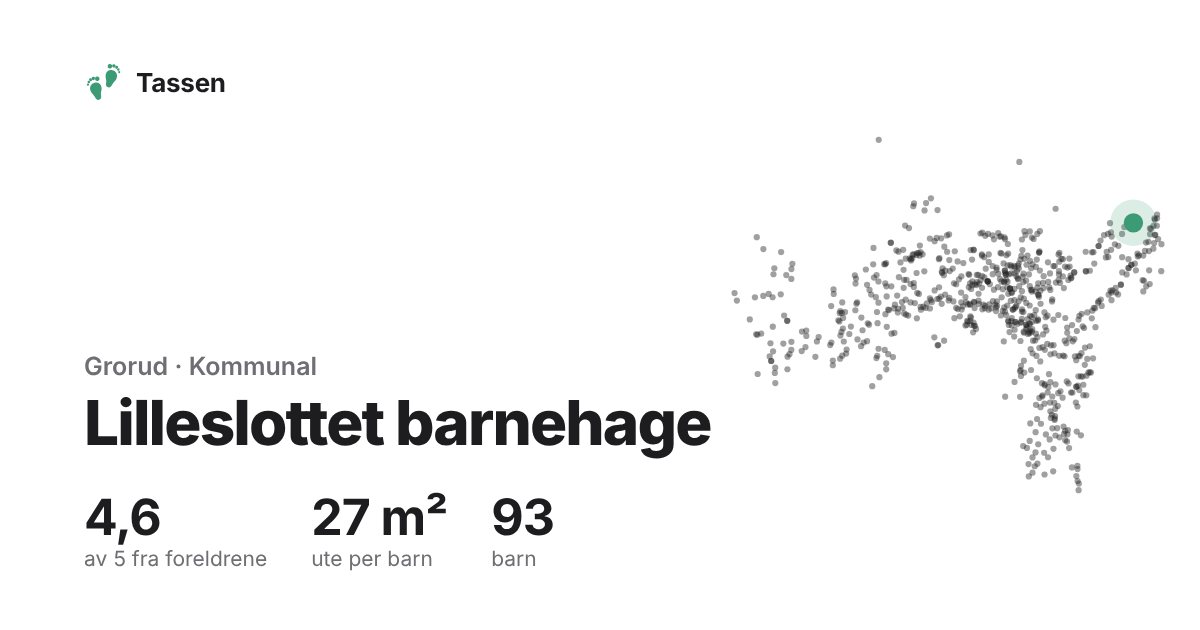 Tassen
Grorud · Kommunal
Lilleslottet barnehage
4,6
av 5 fra foreldrene
27 m²
ute per barn
93
barn